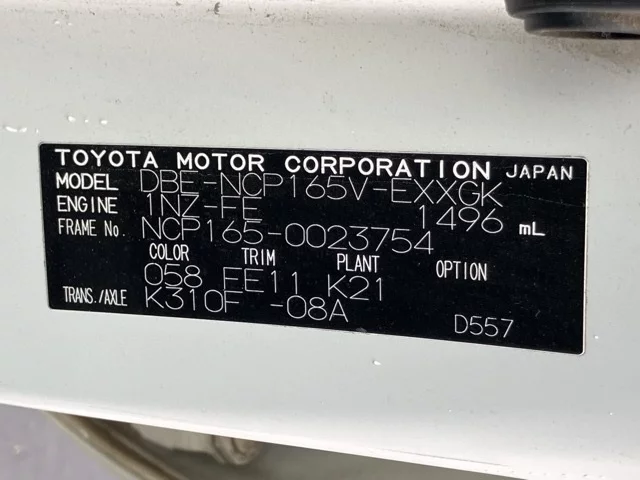 TOYOTA MOTOR CORPORATION JAPAN
MODEL DBE-NCP165V-EXXGK
ENGINE 1NZ-FE 1496 mL
FRAME No. NCP165-0023754
COLOR TRIM PLANT OPTION
058 FE11 K21
TRANS./AXLE K310F -08A
D557